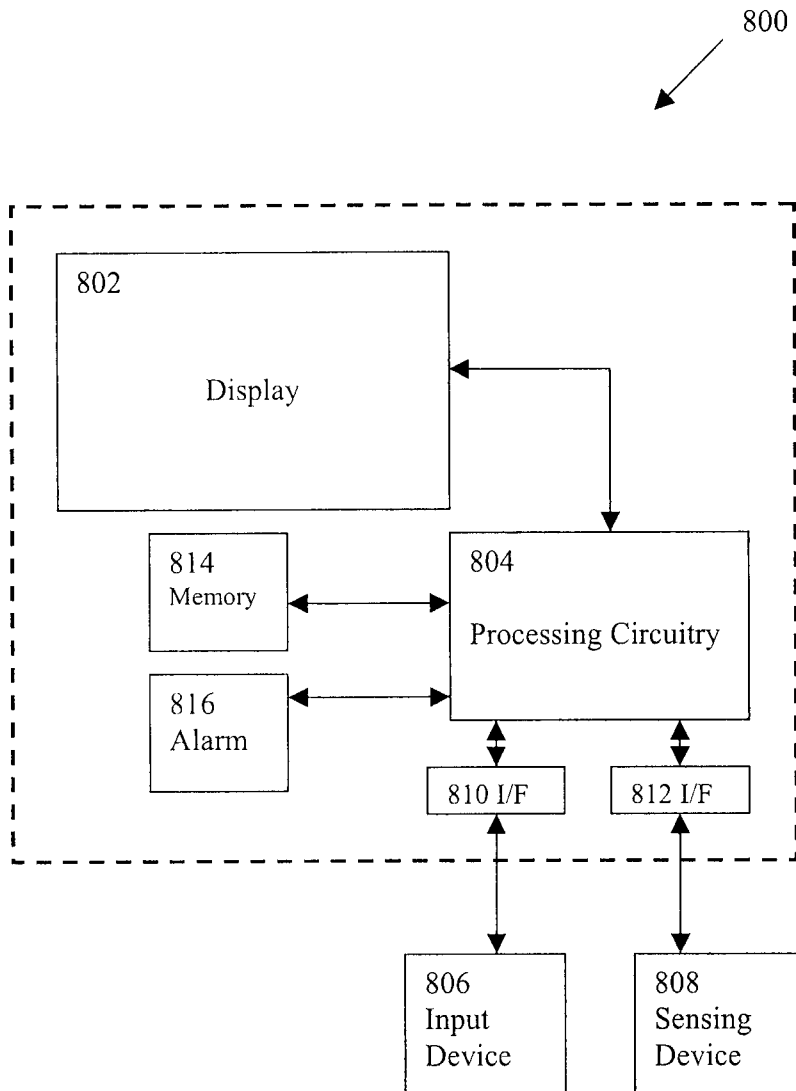 800
802
Display
814
Memory
804
Processing Circuitry
816
Alarm
810 I/F
812 I/F
806
Input
Device
808
Sensing
Device